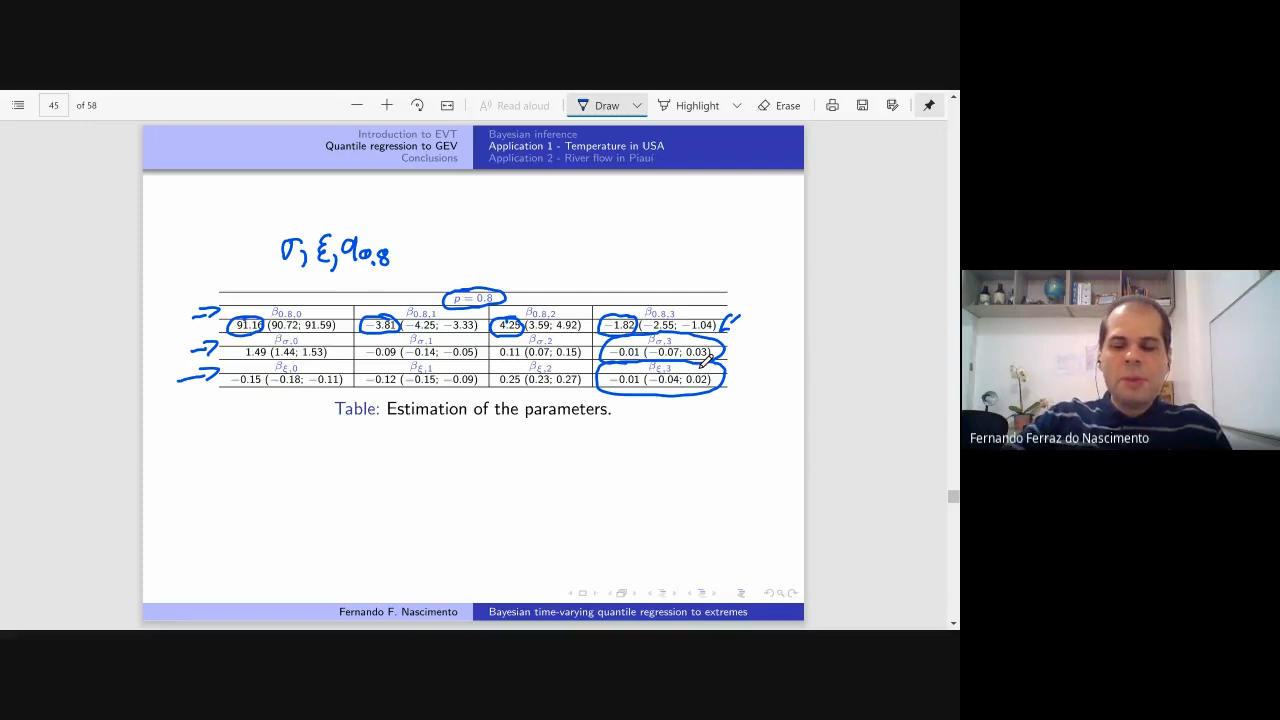 45 of 58
Read aloud
Draw
Highlight
Erase
Introduction to EVT
Quantile regression to GEV
Conclusions
Bayesian inference
Application 1 - Temperature in USA
Application 2 - River flow in Piauí
σ, ξ, q0.8
p = 0.8
β0.8,0 β0.8,1 β0.8,2 β0.8,3
91.16 (90.72; 91.59) −3.81 (−4.25; −3.33) 4.25 (3.59; 4.92) −1.82 (−2.55; −1.04)
βσ,0 βσ,1 βσ,2 βσ,3
1.49 (1.44; 1.53) −0.09 (−0.14; −0.05) 0.11 (0.07; 0.15) −0.01 (−0.07; 0.03)
βξ,0 βξ,1 βξ,2 βξ,3
−0.15 (−0.18; −0.11) −0.12 (−0.15; −0.09) 0.25 (0.23; 0.27) −0.01 (−0.04; 0.02)
Table: Estimation of the parameters.
Fernando F. Nascimento
Bayesian time-varying quantile regression to extremes
Fernando Ferraz do Nascimento